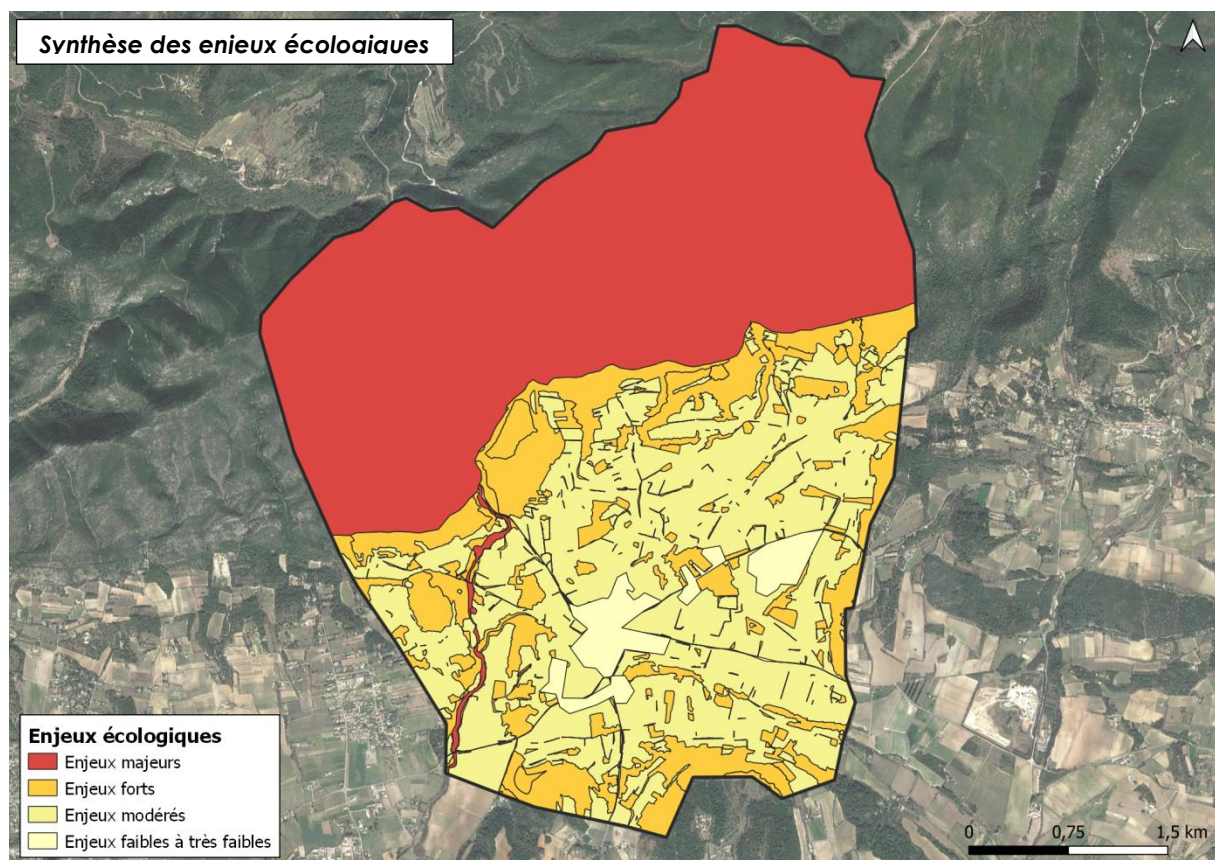 Synthèse des enjeux écologiques
Enjeux écologiques
Enjeux majeurs
Enjeux forts
Enjeux modérés
Enjeux faibles à très faibles
0 0,75 1,5 km